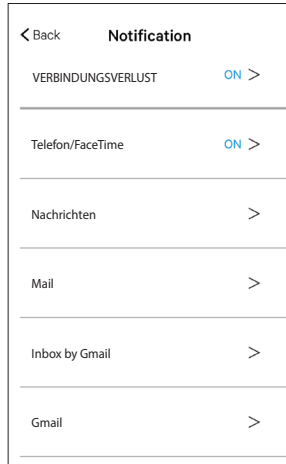 Back Notification
VERBINDUNGSVERLUST ON >
Telefon/FaceTime ON >
Nachrichten >
Mail >
Inbox by Gmail >
Gmail >